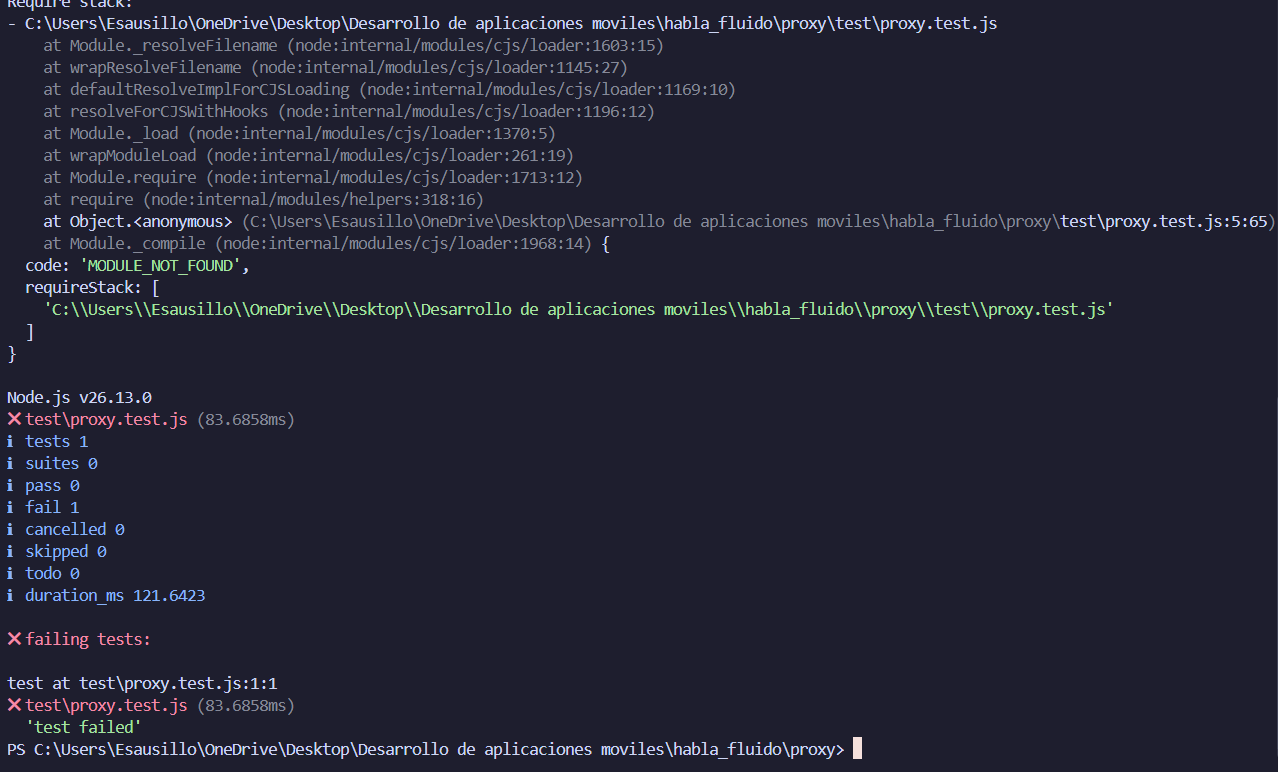 Require stack:
- C:\Users\Esausillo\OneDrive\Desktop\Desarrollo de aplicaciones moviles\habla_fluido\proxy\test\proxy.test.js
    at Module._resolveFilename (node:internal/modules/cjs/loader:1603:15)
    at wrapResolveFilename (node:internal/modules/cjs/loader:1145:27)
    at defaultResolveImplForCJSLoading (node:internal/modules/cjs/loader:1169:10)
    at resolveForCJSWithHooks (node:internal/modules/cjs/loader:1196:12)
    at Module._load (node:internal/modules/cjs/loader:1370:5)
    at wrapModuleLoad (node:internal/modules/cjs/loader:261:19)
    at Module.require (node:internal/modules/cjs/loader:1713:12)
    at require (node:internal/modules/helpers:318:16)
    at Object.<anonymous> (C:\Users\Esausillo\OneDrive\Desktop\Desarrollo de aplicaciones moviles\habla_fluido\proxy\test\proxy.test.js:5:65)
    at Module._compile (node:internal/modules/cjs/loader:1968:14) {
  code: 'MODULE_NOT_FOUND',
  requireStack: [
    'C:\\Users\\Esausillo\\OneDrive\\Desktop\\Desarrollo de aplicaciones moviles\\habla_fluido\\proxy\\test\\proxy.test.js'
  ]
}

Node.js v26.13.0
✖ test\proxy.test.js (83.6858ms)
ℹ tests 1
ℹ suites 0
ℹ pass 0
ℹ fail 1
ℹ cancelled 0
ℹ skipped 0
ℹ todo 0
ℹ duration_ms 121.6423

✖ failing tests:

test at test\proxy.test.js:1:1
✖ test\proxy.test.js (83.6858ms)
  'test failed'
PS C:\Users\Esausillo\OneDrive\Desktop\Desarrollo de aplicaciones moviles\habla_fluido\proxy>